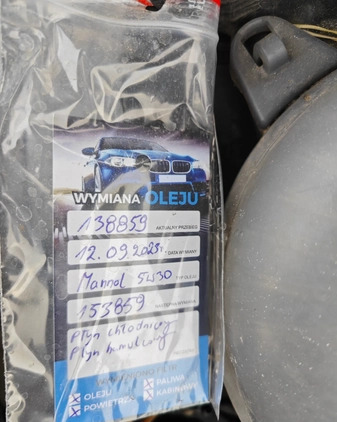 WYMIANA OLEJU
138859 AKTUALNY PRZEBIEG
12.09.2023r DATA WYMIANY
Mannol 5W30 TYP OLEJU
153859 NASTĘPNA WYMIANA
Płyn chłodniczy
Płyn hamulcowy
OLEJU PALIWA
POWIETRZA KABINOWY